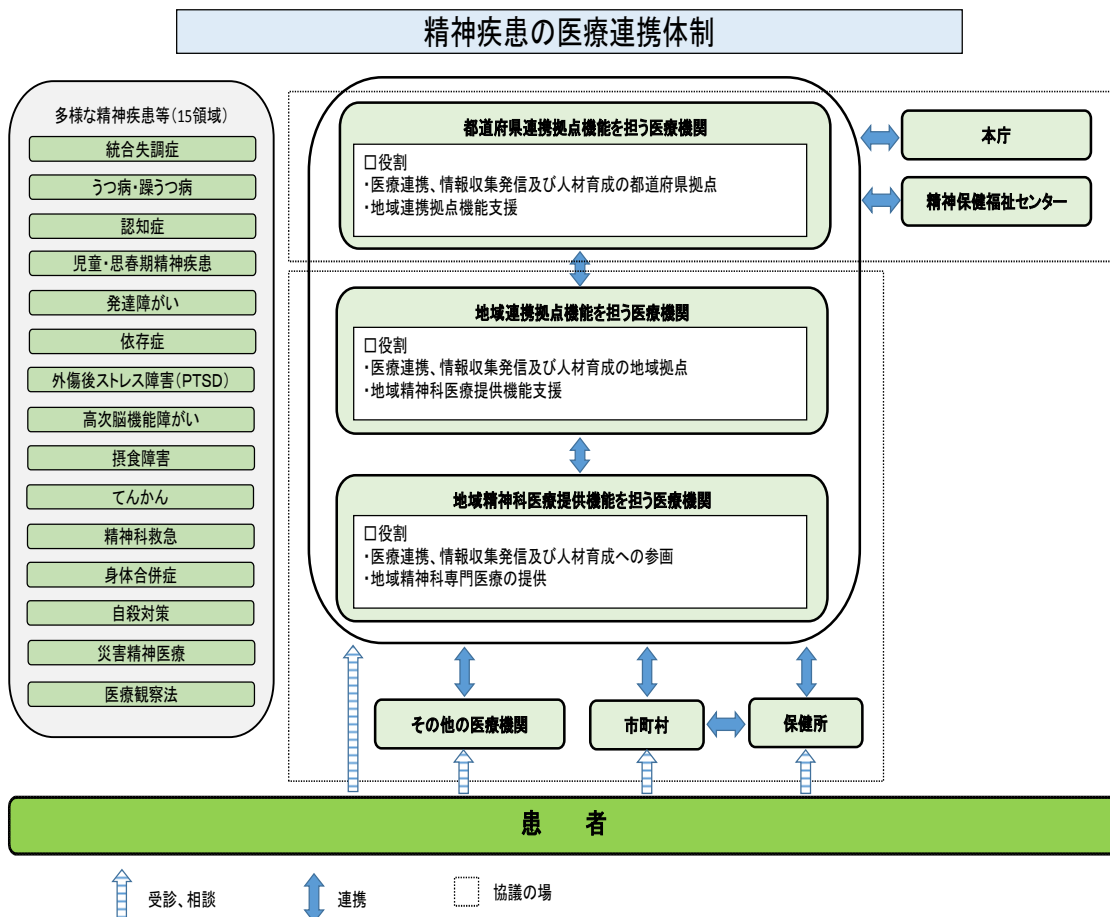 精神疾患の医療連携体制
多様な精神疾患等(15領域)
統合失調症
うつ病・躁うつ病
認知症
児童・思春期精神疾患
発達障がい
依存症
外傷後ストレス障害(PTSD)
高次脳機能障がい
摂食障害
てんかん
精神科救急
身体合併症
自殺対策
災害精神医療
医療観察法
都道府県連携拠点機能を担う医療機関
□役割
・医療連携、情報収集発信及び人材育成の都道府県拠点
・地域連携拠点機能支援
本庁
精神保健福祉センター
地域連携拠点機能を担う医療機関
□役割
・医療連携、情報収集発信及び人材育成の地域拠点
・地域精神科医療提供機能支援
地域精神科医療提供機能を担う医療機関
□役割
・医療連携、情報収集発信及び人材育成への参画
・地域精神科専門医療の提供
その他の医療機関
市町村
保健所
患　者
受診、相談
連携
協議の場